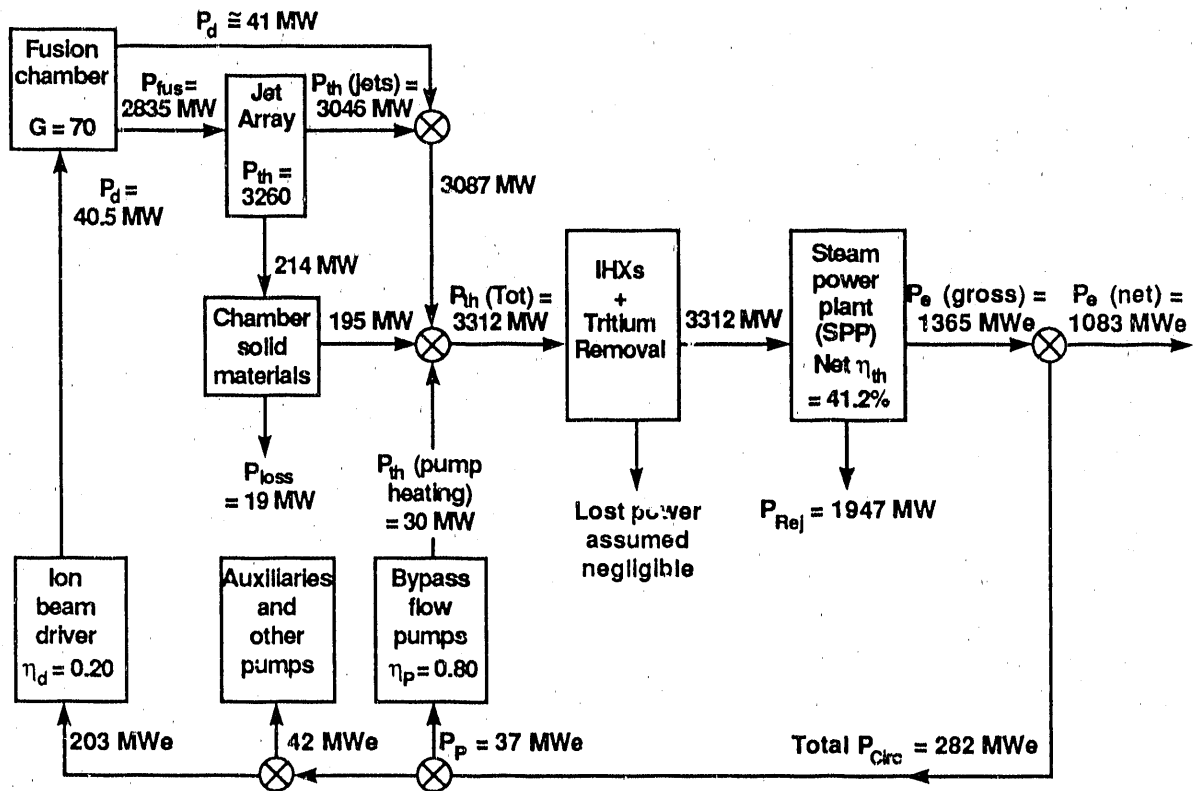 P_d ≅ 41 MW
Fusion
chamber
G = 70
P_fus =
2835 MW
Jet
Array
P_th =
3260
P_th (jets) =
3046 MW
P_d =
40.5 MW
3087 MW
214 MW
Chamber
solid
materials
195 MW
P_th (Tot) =
3312 MW
IHXs
+
Tritium
Removal
3312 MW
Steam
power
plant
(SPP)
Net η_th
= 41.2%
P_e (gross) =
1365 MWe
P_e (net) =
1083 MWe
P_loss
= 19 MW
P_th (pump
heating)
= 30 MW
Lost power
assumed
negligible
P_Rej = 1947 MW
Ion
beam
driver
η_d = 0.20
Auxiliaries
and
other
pumps
Bypass
flow
pumps
η_P = 0.80
203 MWe
42 MWe
P_P = 37 MWe
Total P_Circ = 282 MWe